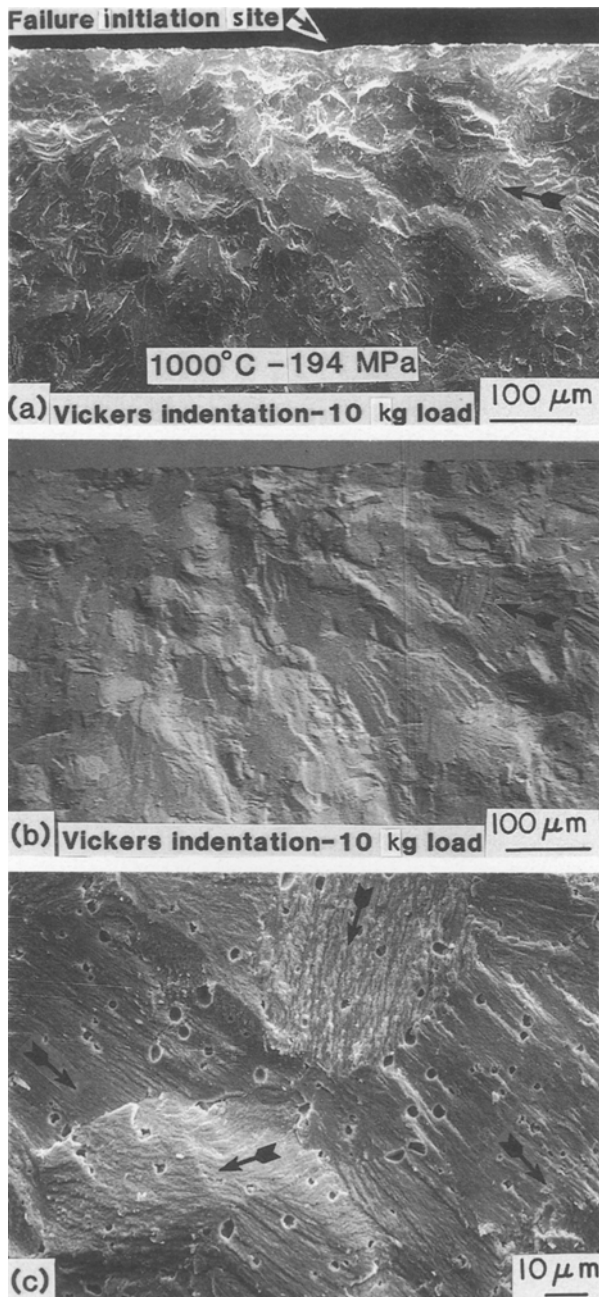 Failure initiation site
1000°C - 194 MPa
(a) Vickers indentation-10 kg load
100 μm
(b) Vickers indentation-10 kg load
100 μm
(c)
10 μm